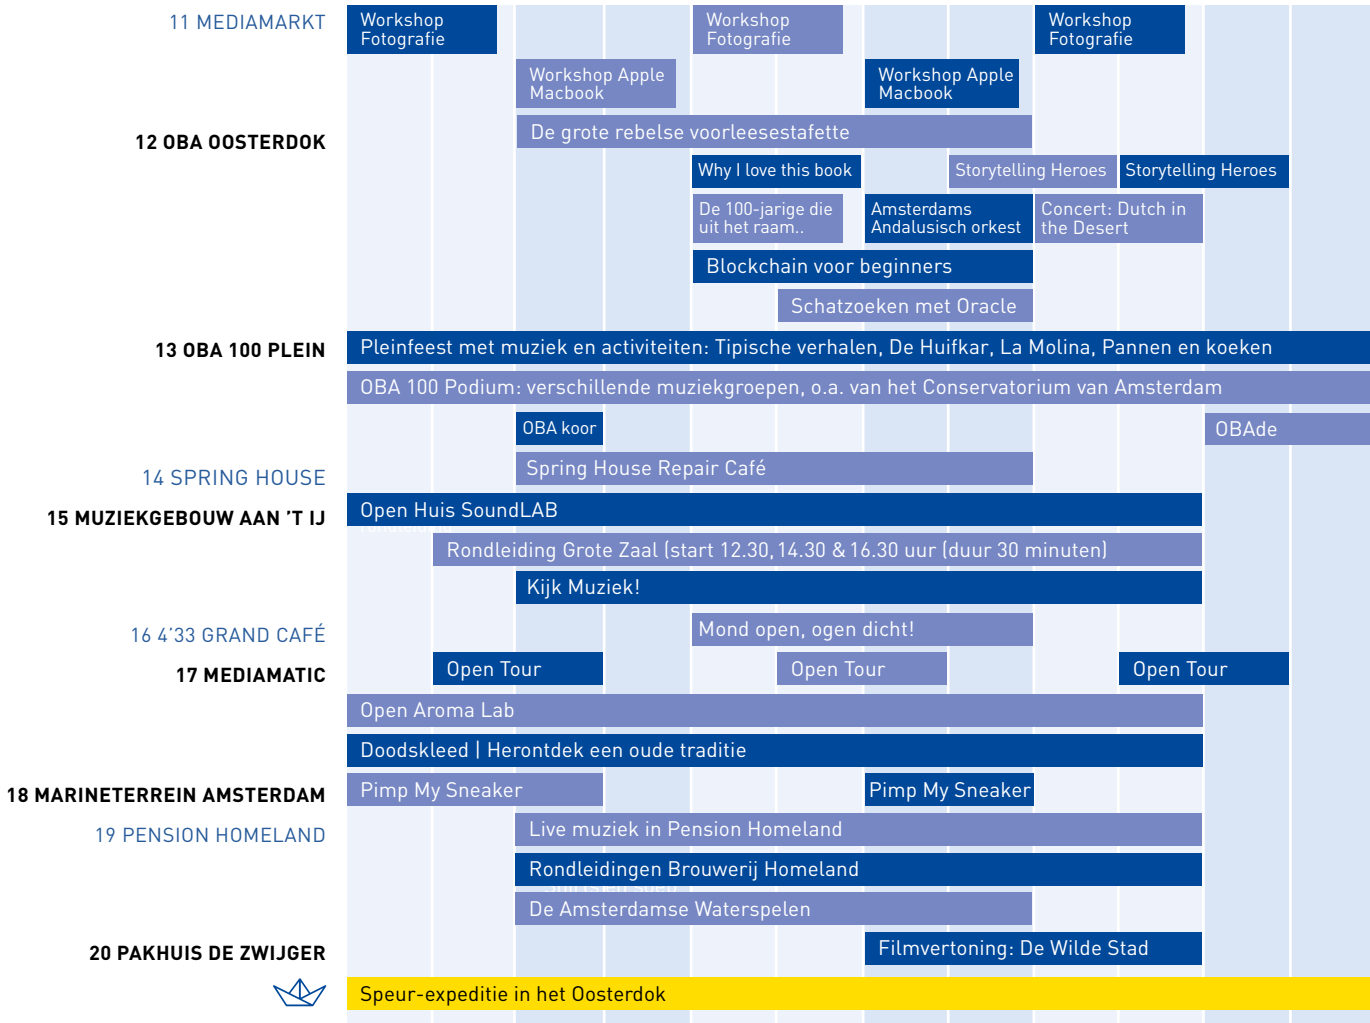 11 MEDIAMARKT
Workshop
Fotografie
Workshop
Fotografie
Workshop
Fotografie
Workshop Apple
Macbook
Workshop Apple
Macbook
12 OBA OOSTERDOK
De grote rebelse voorleesestafette
Why I love this book
Storytelling Heroes
Storytelling Heroes
De 100-jarige die
uit het raam..
Amsterdams
Andalusisch orkest
Concert: Dutch in
the Desert
Blockchain voor beginners
Schatzoeken met Oracle
13 OBA 100 PLEIN
Pleinfeest met muziek en activiteiten: Tipische verhalen, De Huifkar, La Molina, Pannen en koeken
OBA 100 Podium: verschillende muziekgroepen, o.a. van het Conservatorium van Amsterdam
OBA koor
OBAde
14 SPRING HOUSE
Spring House Repair Café
15 MUZIEKGEBOUW AAN ’T IJ
Open Huis SoundLAB
Rondleiding Grote Zaal (start 12.30, 14.30 & 16.30 uur (duur 30 minuten)
Kijk Muziek!
16 4’33 GRAND CAFÉ
Mond open, ogen dicht!
17 MEDIAMATIC
Open Tour
Open Tour
Open Tour
Open Aroma Lab
Doodskleed | Herontdek een oude traditie
18 MARINETERREIN AMSTERDAM
Pimp My Sneaker
Pimp My Sneaker
19 PENSION HOMELAND
Live muziek in Pension Homeland
Rondleidingen Brouwerij Homeland
De Amsterdamse Waterspelen
20 PAKHUIS DE ZWIJGER
Filmvertoning: De Wilde Stad
Speur-expeditie in het Oosterdok